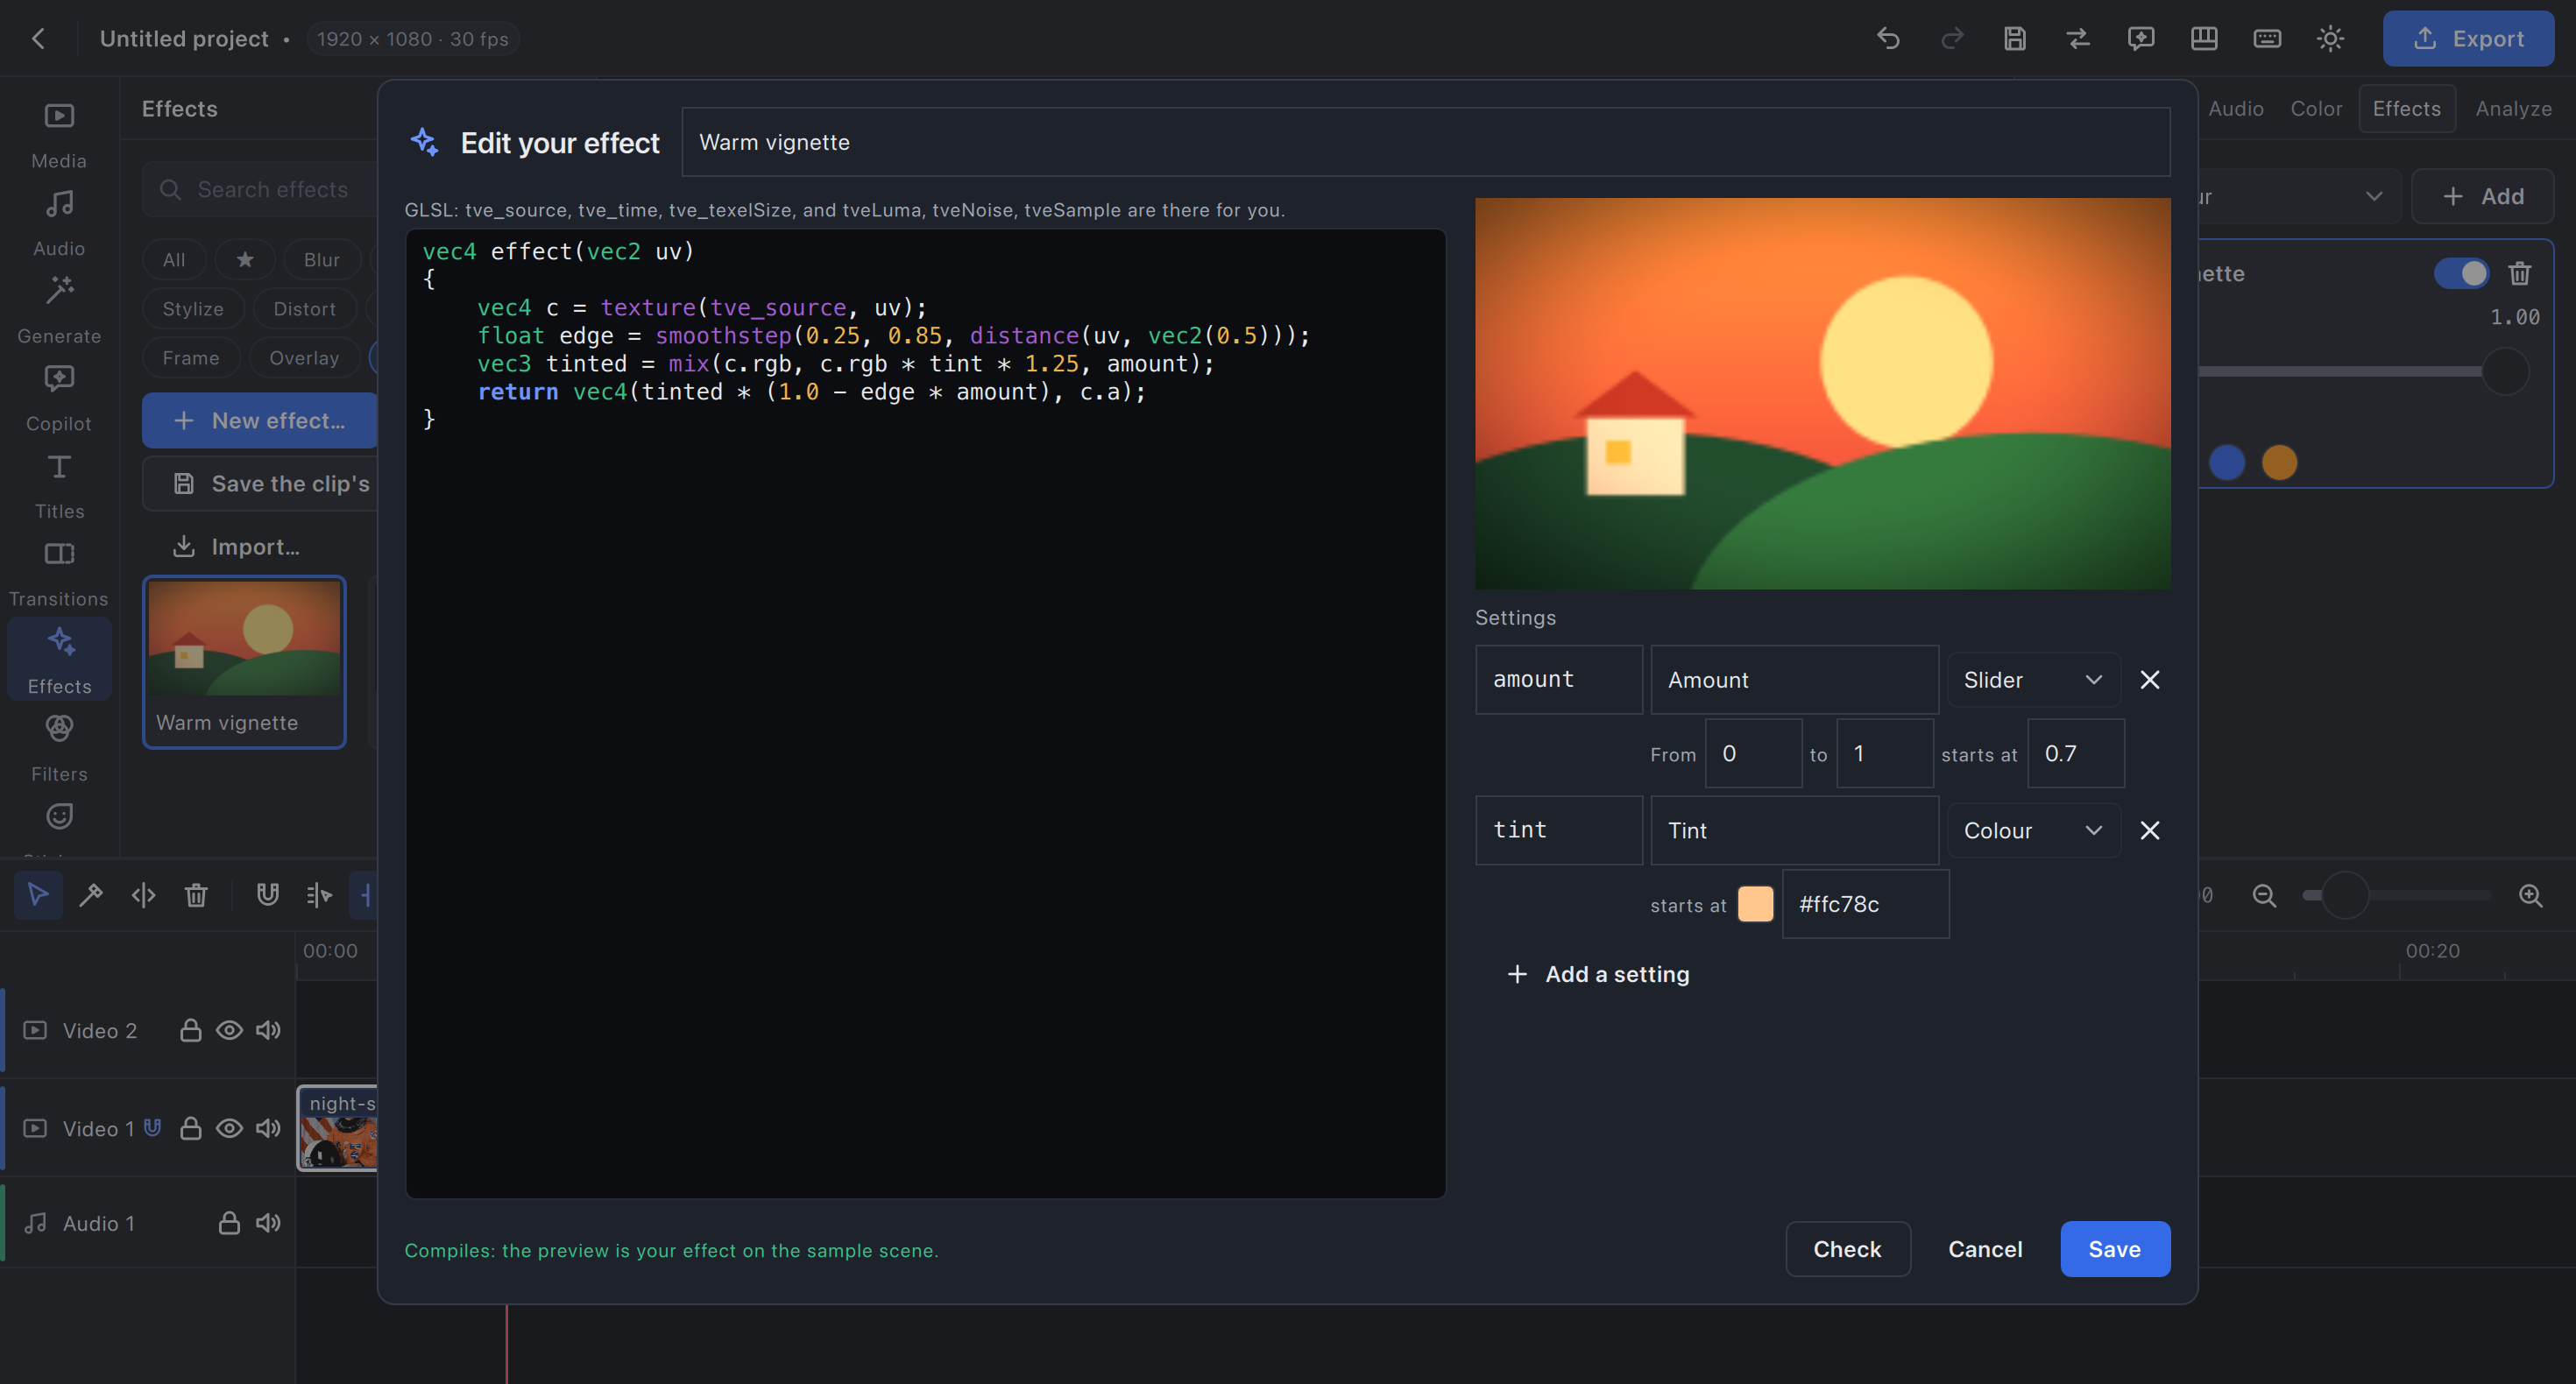 Untitled project • 1920 × 1080 · 30 fps
Export
Media
Audio
Generate
Copilot
Titles
Transitions
Effects
Filters
Effects
Search effects
All ★ Blur
Stylize Distort
Frame Overlay
New effect...
Save the clip's
Import...
Warm vignette
Edit your effect
Warm vignette
GLSL: tve_source, tve_time, tve_texelSize, and tveLuma, tveNoise, tveSample are there for you.
vec4 effect(vec2 uv)
{
    vec4 c = texture(tve_source, uv);
    float edge = smoothstep(0.25, 0.85, distance(uv, vec2(0.5)));
    vec3 tinted = mix(c.rgb, c.rgb * tint * 1.25, amount);
    return vec4(tinted * (1.0 - edge * amount), c.a);
}
Settings
amount Amount Slider
From 0 to 1 starts at 0.7
tint Tint Colour
starts at #ffc78c
Add a setting
Compiles: the preview is your effect on the sample scene.
Check Cancel Save
Audio Color Effects Analyze
Add
1.00
00:00
00:20
Video 2
Video 1
night-s
Audio 1